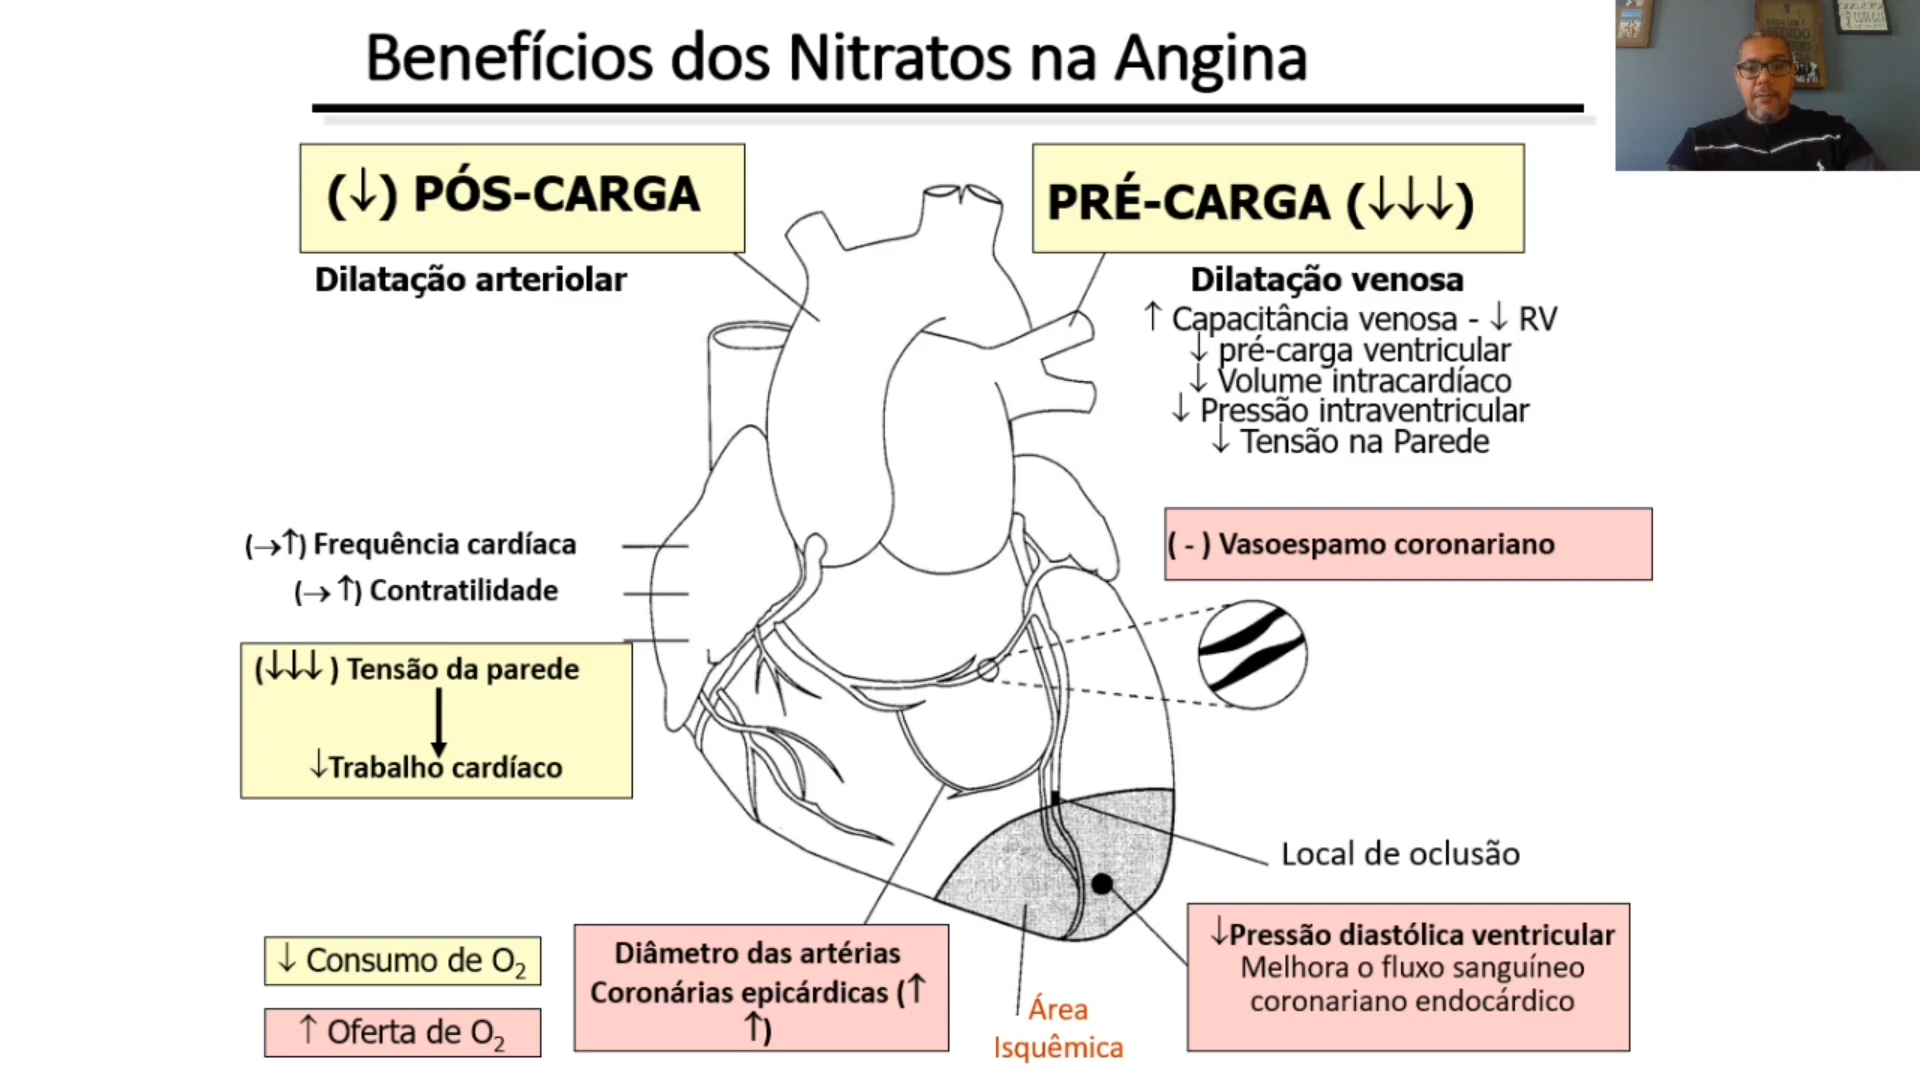 Benefícios dos Nitratos na Angina
(↓) PÓS-CARGA
Dilatação arteriolar
PRÉ-CARGA (↓↓↓)
Dilatação venosa
↑ Capacitância venosa - ↓ RV
↓ pré-carga ventricular
↓ Volume intracardíaco
↓ Pressão intraventricular
↓ Tensão na Parede
(→↑) Frequência cardíaca
(→ ↑) Contratilidade
(↓↓↓ ) Tensão da parede
↓Trabalho cardíaco
( - ) Vasoespamo coronariano
Local de oclusão
↓Pressão diastólica ventricular
Melhora o fluxo sanguíneo
coronariano endocárdico
Área
Isquêmica
Diâmetro das artérias
Coronárias epicárdicas (↑
↑)
↓ Consumo de O₂
↑ Oferta de O₂